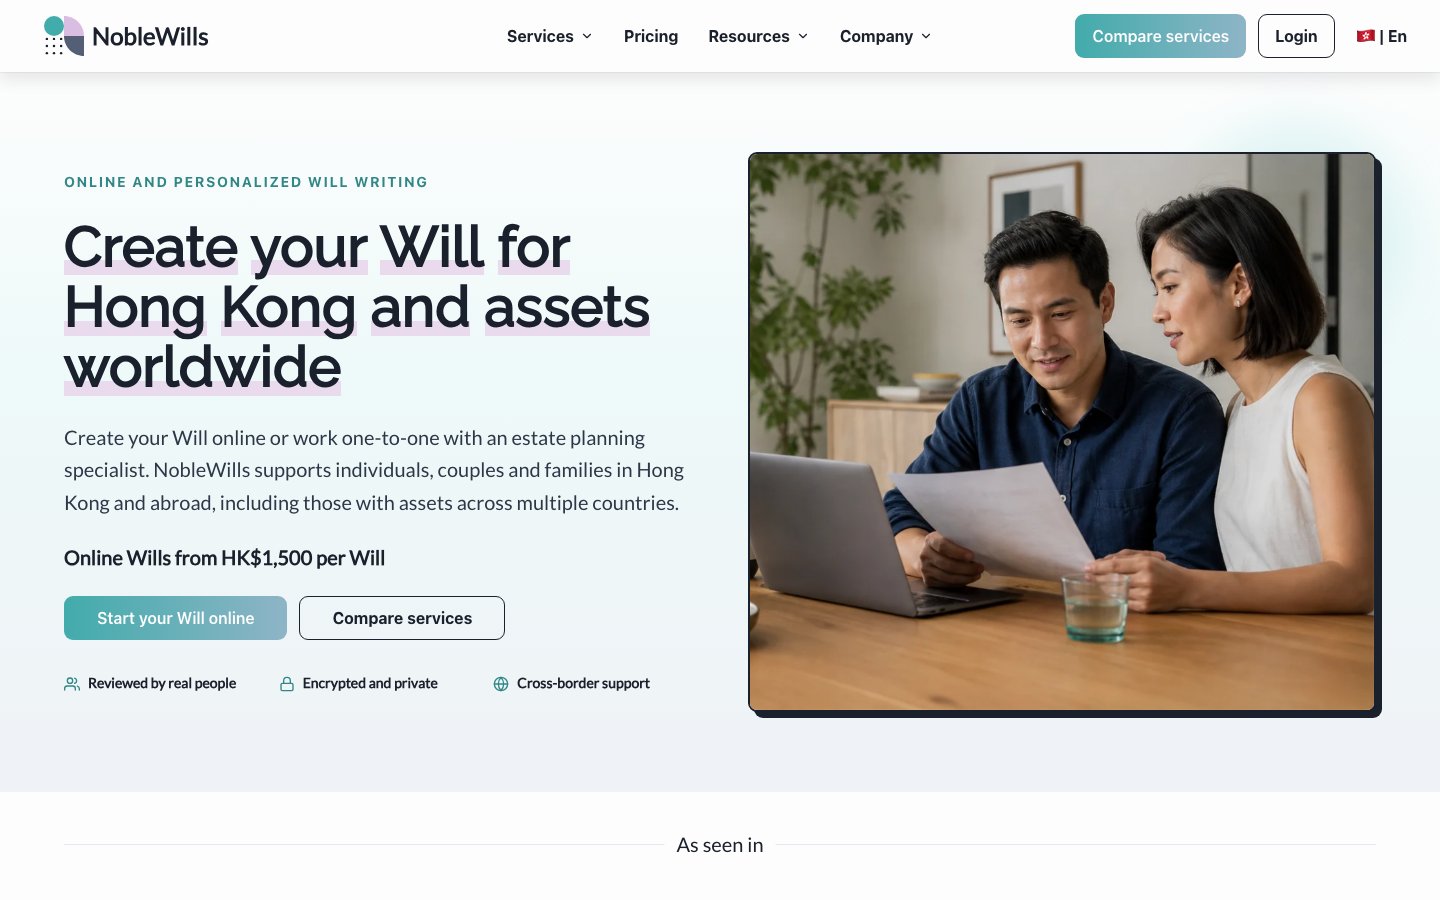 NobleWills
Services
Pricing
Resources
Company
Compare services
Login
| En
ONLINE AND PERSONALIZED WILL WRITING
Create your Will for
Hong Kong and assets
worldwide
Create your Will online or work one-to-one with an estate planning
specialist. NobleWills supports individuals, couples and families in Hong
Kong and abroad, including those with assets across multiple countries.
Online Wills from HK$1,500 per Will
Start your Will online
Compare services
Reviewed by real people
Encrypted and private
Cross-border support
As seen in